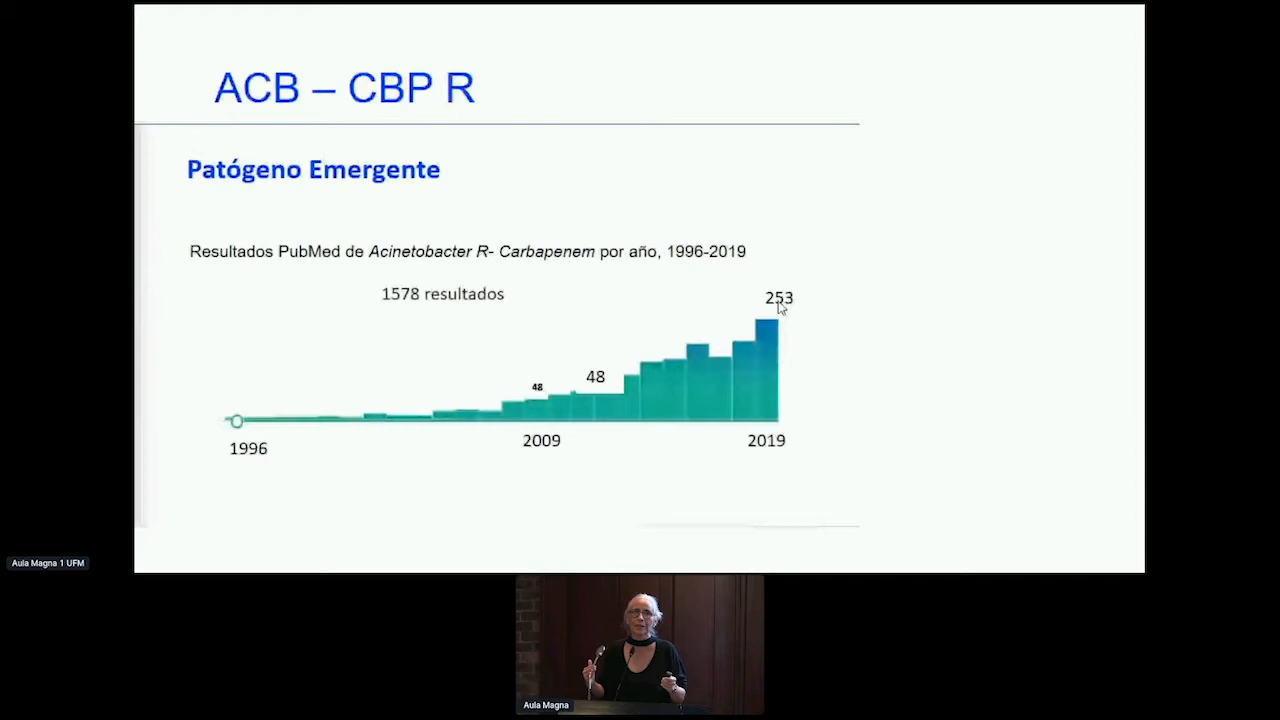 ACB – CBP R
Patógeno Emergente
Resultados PubMed de Acinetobacter R- Carbapenem por año, 1996-2019
1578 resultados
253
48
48
1996
2009
2019
Aula Magna 1 UFM
Aula Magna